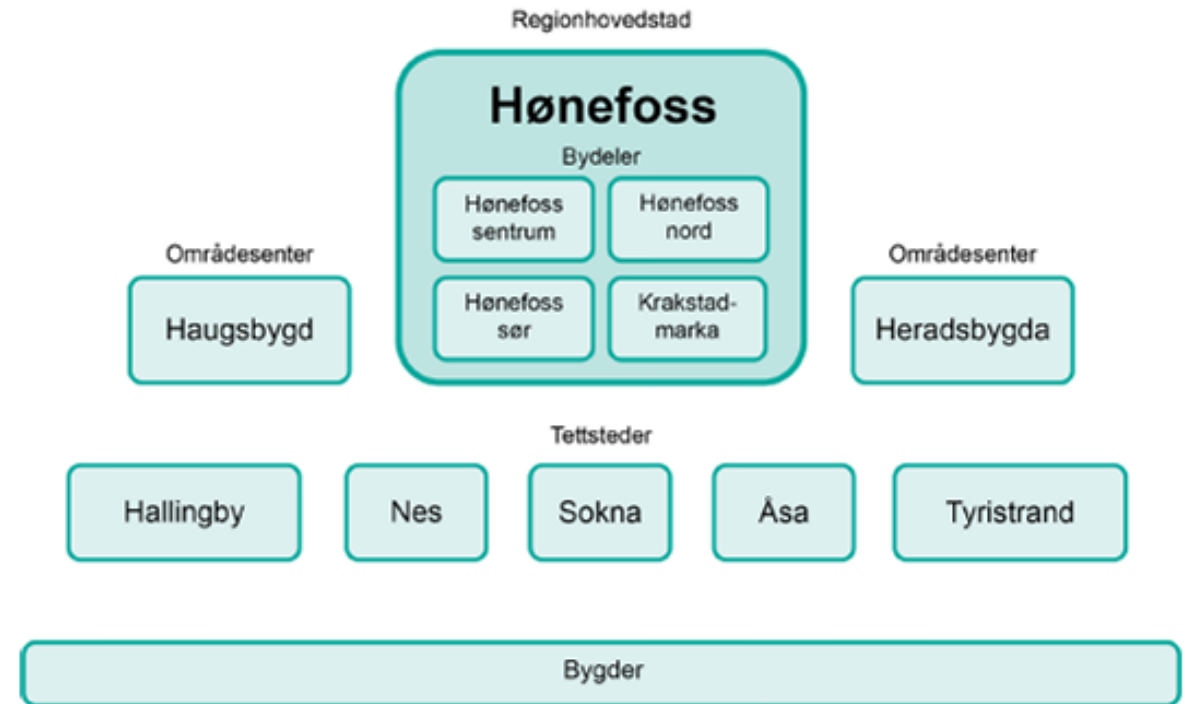 Regionhovedstad
Hønefoss
Bydeler
Hønefoss
sentrum
Hønefoss
nord
Hønefoss
sør
Krakstad-
marka
Områdesenter
Haugsbygd
Områdesenter
Heradsbygda
Tettsteder
Hallingby
Nes
Sokna
Åsa
Tyristrand
Bygder